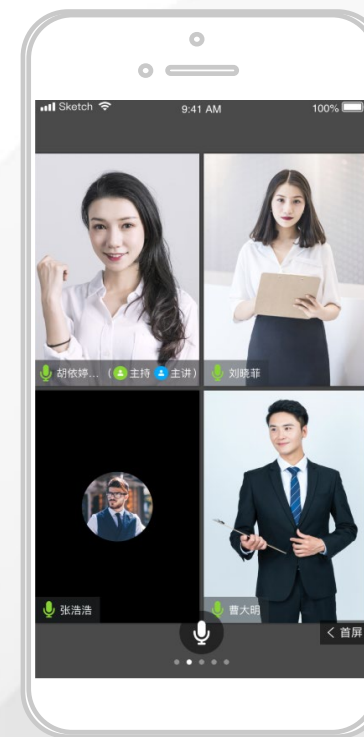 Sketch
9:41 AM
100%
胡依婷... (主持 主讲)
刘晓菲
张浩浩
曹大明
< 首屏